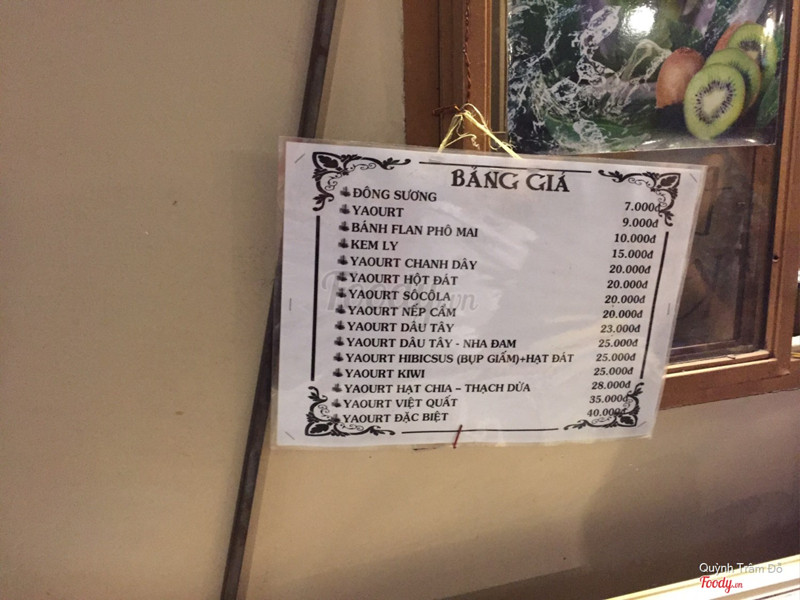 BẢNG GIÁ
ĐÔNG SƯƠNG 7.000đ
YAOURT 9.000đ
BÁNH FLAN PHÔ MAI 10.000đ
KEM LY 15.000đ
YAOURT CHANH DÂY 20.000đ
YAOURT HỘT ĐÁT 20.000đ
YAOURT SÔCÔLA 20.000đ
YAOURT NẾP CẨM 20.000đ
YAOURT DÂU TÂY 23.000đ
YAOURT DÂU TÂY - NHA ĐAM 25.000đ
YAOURT HIBICSUS (BỤP GIẤM)+HẠT ĐÁT 25.000đ
YAOURT KIWI 25.000đ
YAOURT HẠT CHIA – THẠCH DỪA 28.000đ
YAOURT VIỆT QUẤT 35.000đ
YAOURT ĐẶC BIỆT 40.000đ
Foody.vn
Quỳnh Trâm Đỗ
Foody.vn